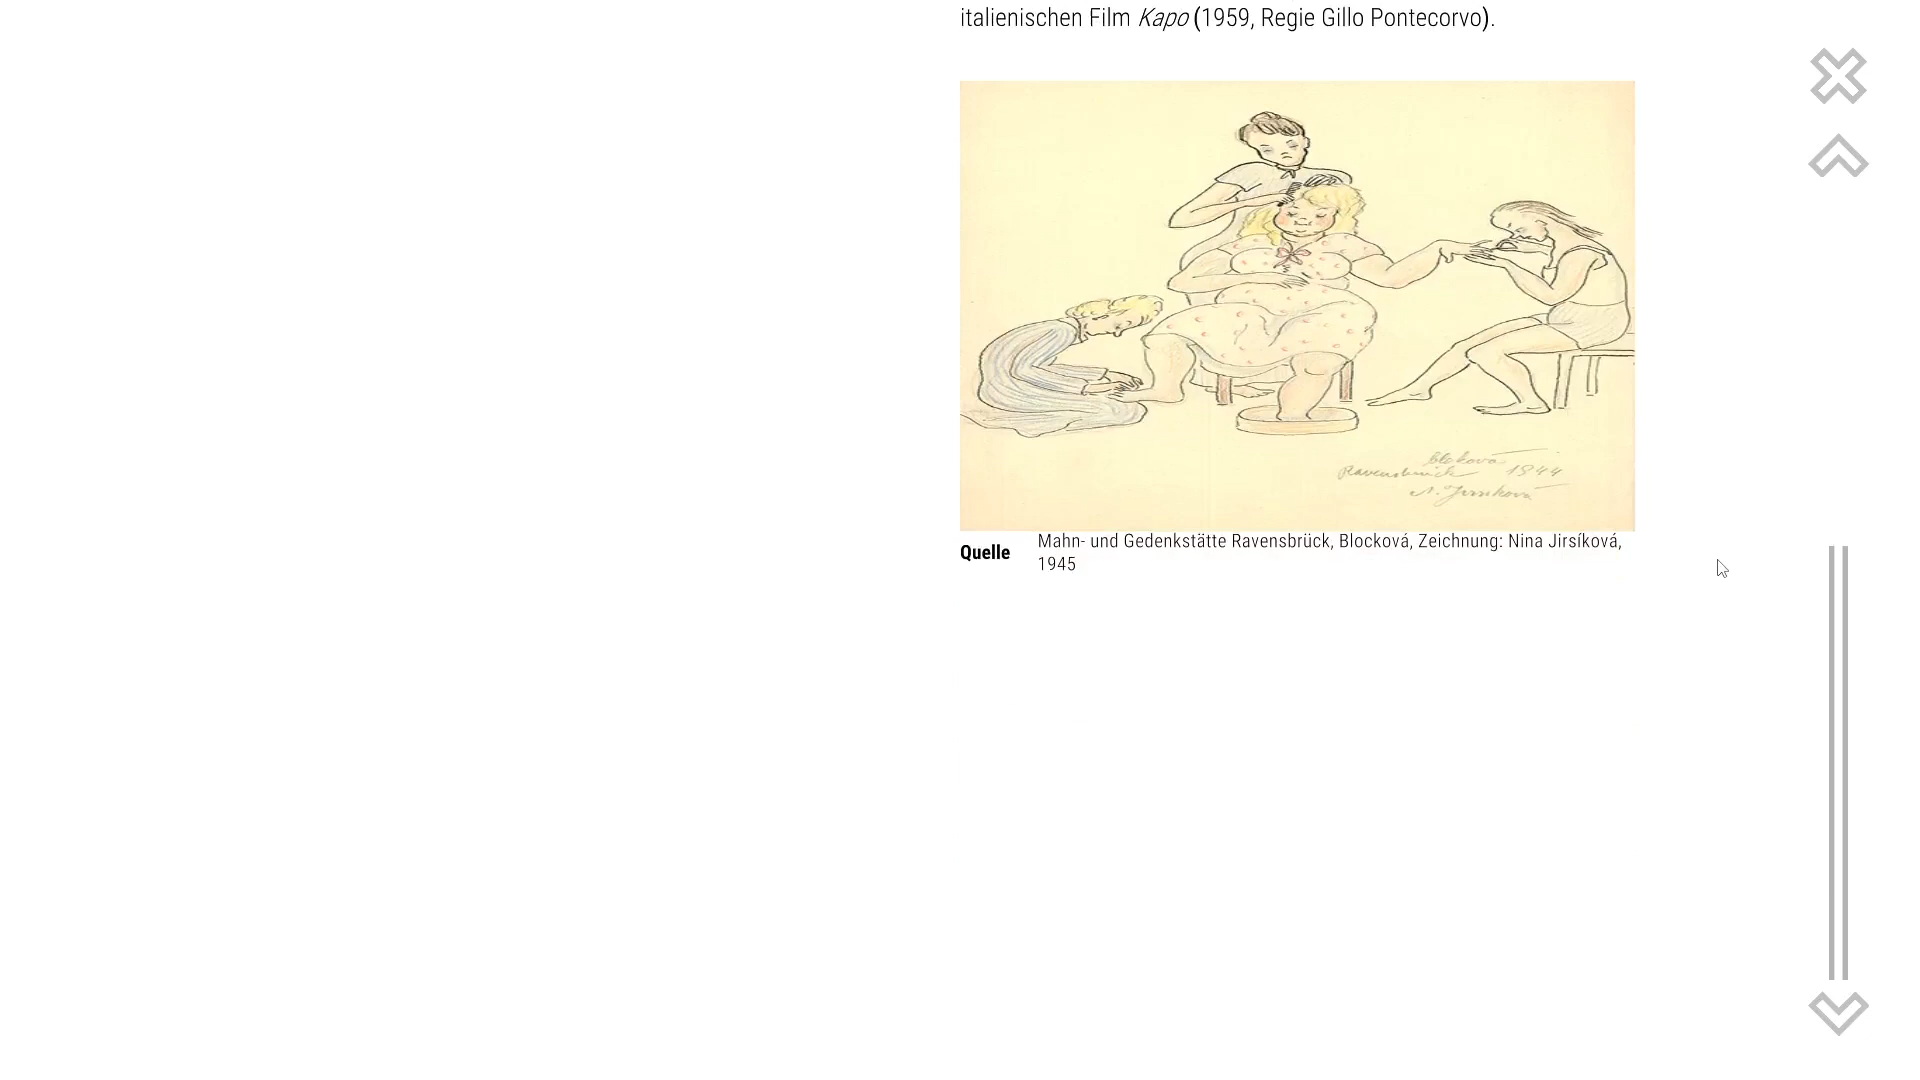 italienischen Film Kapo (1959, Regie Gillo Pontecorvo).
Blocková
Ravensbrück 1944
N. Jirsíková
Quelle Mahn- und Gedenkstätte Ravensbrück, Blocková, Zeichnung: Nina Jirsíková,
1945